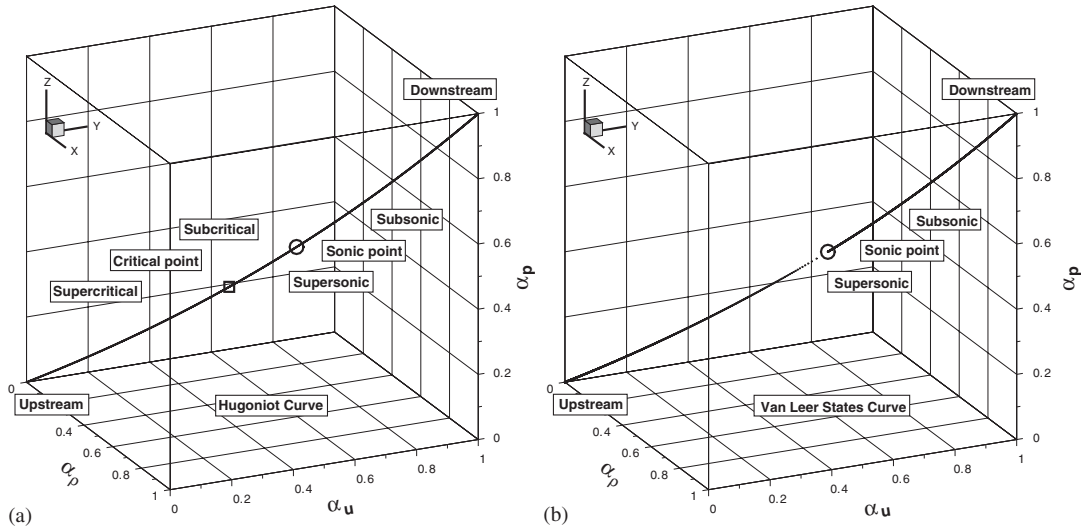 Z
Y
X
Downstream
1
0.8
0.6
0.4
0.2
0
αp
Subsonic
Subcritical
Sonic point
Critical point
Supersonic
Supercritical
0
Upstream
Hugoniot Curve
0.4
0.6
0.8
1
αρ
0
0.2
0.4
0.6
0.8
1
αu
(a)
Z
Y
X
Downstream
1
0.8
0.6
0.4
0.2
0
αp
Subsonic
Sonic point
Supersonic
0
Upstream
Van Leer States Curve
0.4
0.6
0.8
1
αρ
0
0.2
0.4
0.6
0.8
1
αu
(b)